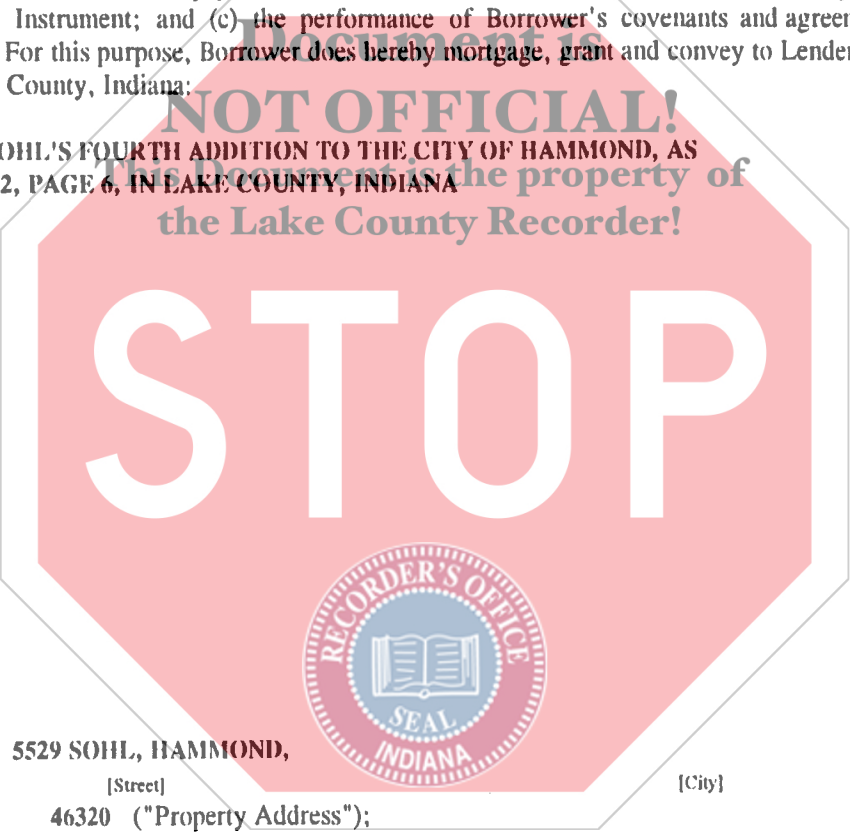 Instrument; and (c) the performance of Borrower's covenants and agree
For this purpose, Borrower does hereby mortgage, grant and convey to Lender
County, Indiana:
Document is
NOT OFFICIAL!
OHL'S FOURTH ADDITION TO THE CITY OF HAMMOND, AS
2, PAGE 6, IN LAKE COUNTY, INDIANA
This Document is the property of
the Lake County Recorder!
STOP
RECORDER'S OFFICE
SEAL
INDIANA
5529 SOHL, HAMMOND,
[Street] [City]
46320 ("Property Address");